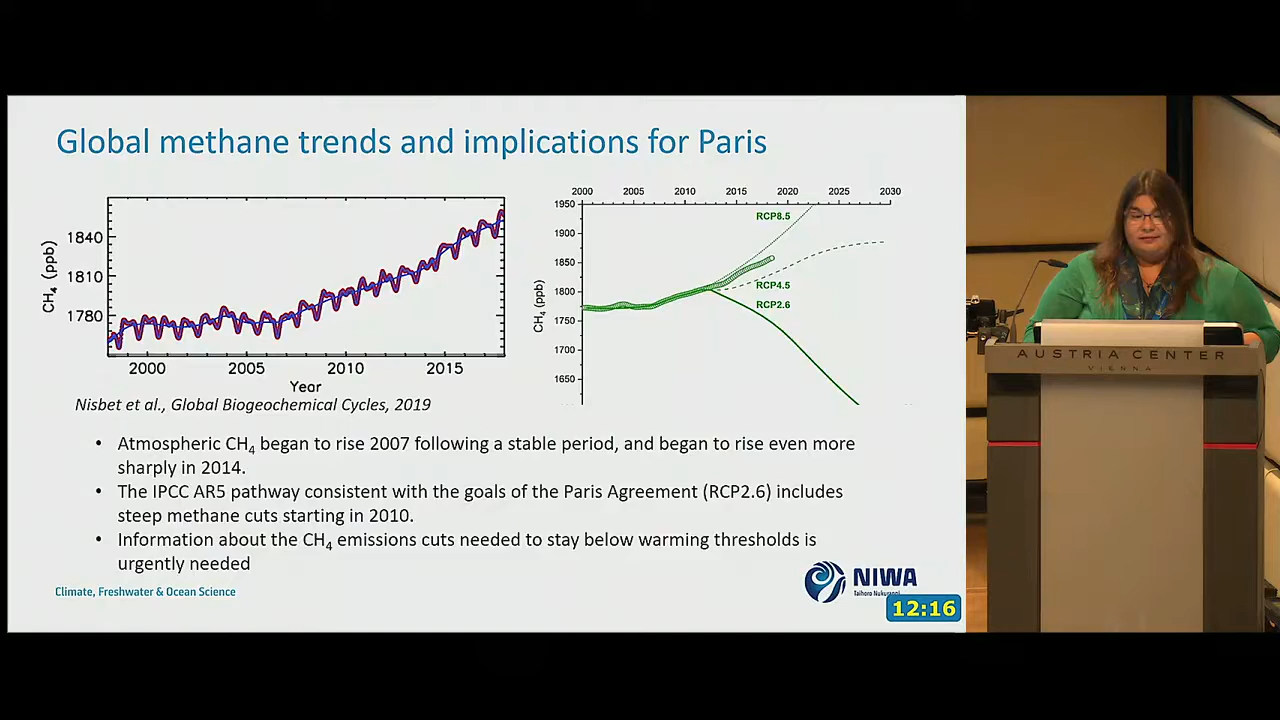 Global methane trends and implications for Paris
CH4 (ppb)
1840
1810
1780
2000 2005 2010 2015
Year
Nisbet et al., Global Biogeochemical Cycles, 2019
2000 2005 2010 2015 2020 2025 2030
CH4 (ppb)
1950
1900
1850
1800
1750
1700
1650
RCP8.5
RCP4.5
RCP2.6
• Atmospheric CH4 began to rise 2007 following a stable period, and began to rise even more
sharply in 2014.
• The IPCC AR5 pathway consistent with the goals of the Paris Agreement (RCP2.6) includes
steep methane cuts starting in 2010.
• Information about the CH4 emissions cuts needed to stay below warming thresholds is
urgently needed
Climate, Freshwater & Ocean Science
NIWA
Taihoro Nukurangi
12:16
AUSTRIA CENTER
VIENNA